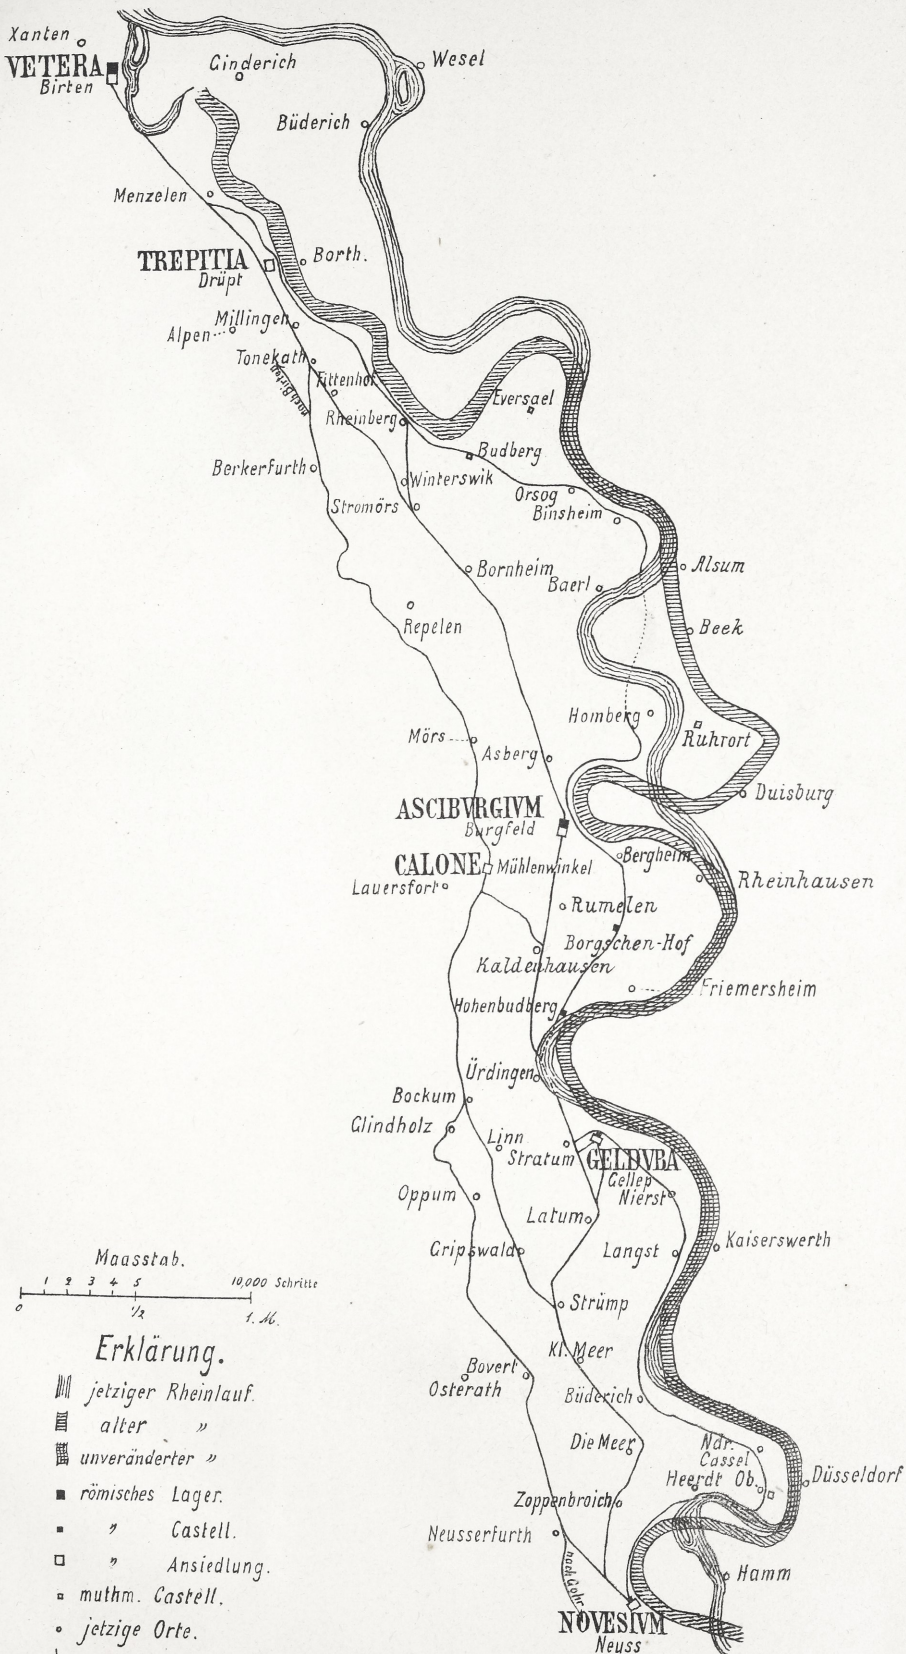 Xanten
VETERA
Birten
Ginderich
Wesel
Büderich
Menzelen
TREPITIA
Drüpt
Borth.
Millingen
Alpen
Tonekath
nach Birten
Fittenhof
Eversael
Rheinberg
Budberg
Berkerfurth
Winterswik
Orsog
Stromörs
Binsheim
Bornheim
Alsum
Baerl
Repelen
Beek
Homberg
Ruhrort
Mörs
Asberg
Duisburg
ASCIBVRGIVM
Burgfeld
Bergheim
CALONE
Mühlenwinkel
Lauersfort
Rheinhausen
Rumelen
Borgschen-Hof
Kaldenhausen
Friemersheim
Hohenbudberg
Ürdingen
Bockum
Glindholz
Linn
Stratum
GELDVBA
Gellep
Nierst
Oppum
Latum
Gripswald
Langst
Kaiserswerth
Maasstab.
1 2 3 4 5 10,000 Schritte
0 1/2 1. M.
Strümp
Kl. Meer
Bovert
Osterath
Büderich
Die Meer
Ndr.
Cassel
Heerdt Ob.
Düsseldorf
Zoppenbroich
Neusserfurth
nach Gohr
Hamm
NOVESIVM
Neuss
Erklärung.
jetziger Rheinlauf.
alter "
unveränderter "
römisches Lager.
" Castell.
" Ansiedlung.
muthm. Castell.
jetzige Orte.